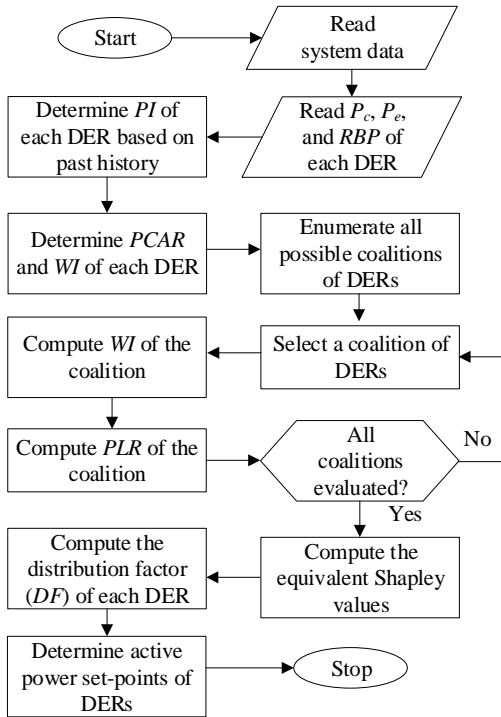 Start
Read
system data
Read Pc, Pe,
and RBP of
each DER
Determine PI of
each DER based on
past history
Determine PCAR
and WI of each DER
Enumerate all
possible coalitions
of DERs
Select a coalition of
DERs
Compute WI of the
coalition
Compute PLR of the
coalition
All
coalitions
evaluated?
No
Yes
Compute the
equivalent Shapley
values
Compute the
distribution factor
(DF) of each DER
Determine active
power set-points of
DERs
Stop